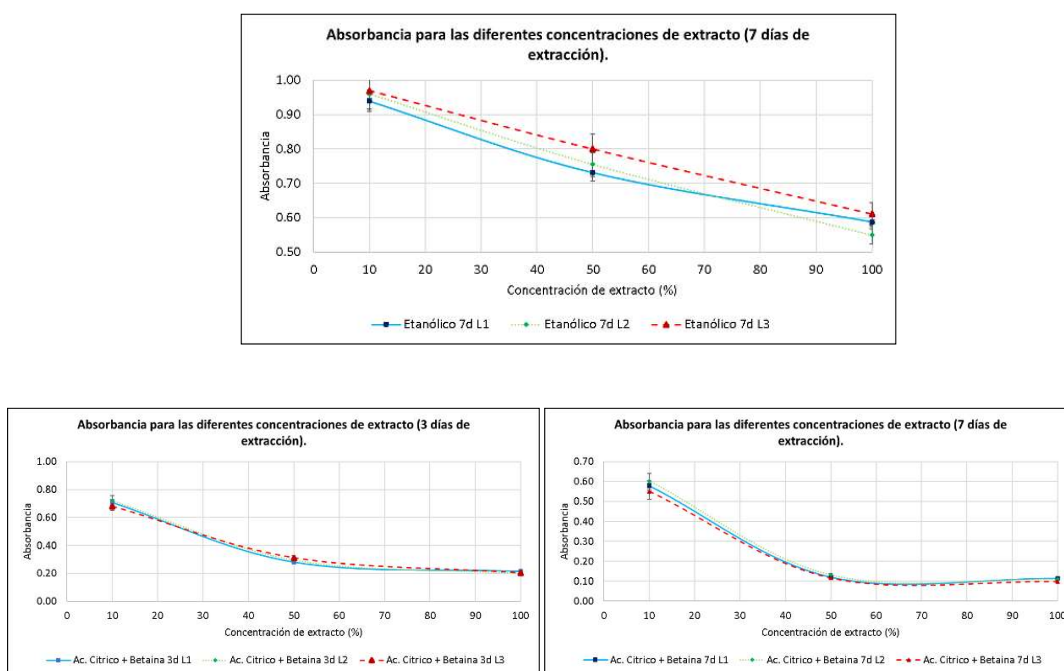 Absorbancia para las diferentes concentraciones de extracto (7 días de
extracción).
1.00
0.90
0.80
0.70
0.60
0.50
Absorbancia
0 10 20 30 40 50 60 70 80 90 100
Concentración de extracto (%)
Etanólico 7d L1 Etanólico 7d L2 Etanólico 7d L3
Absorbancia para las diferentes concentraciones de extracto (3 días de
extracción).
1.00
0.80
0.60
0.40
0.20
0.00
Absorbancia
0 10 20 30 40 50 60 70 80 90 100
Concentración de extracto (%)
Ac. Citrico + Betaina 3d L1 Ac. Citrico + Betaina 3d L2 Ac. Citrico + Betaina 3d L3
Absorbancia para las diferentes concentraciones de extracto (7 días de
extracción).
0.70
0.60
0.50
0.40
0.30
0.20
0.10
0.00
Absorbancia
0 10 20 30 40 50 60 70 80 90 100
Concentración de extracto (%)
Ac. Citrico + Betaina 7d L1 Ac. Citrico + Betaina 7d L2 Ac. Citrico + Betaina 7d L3